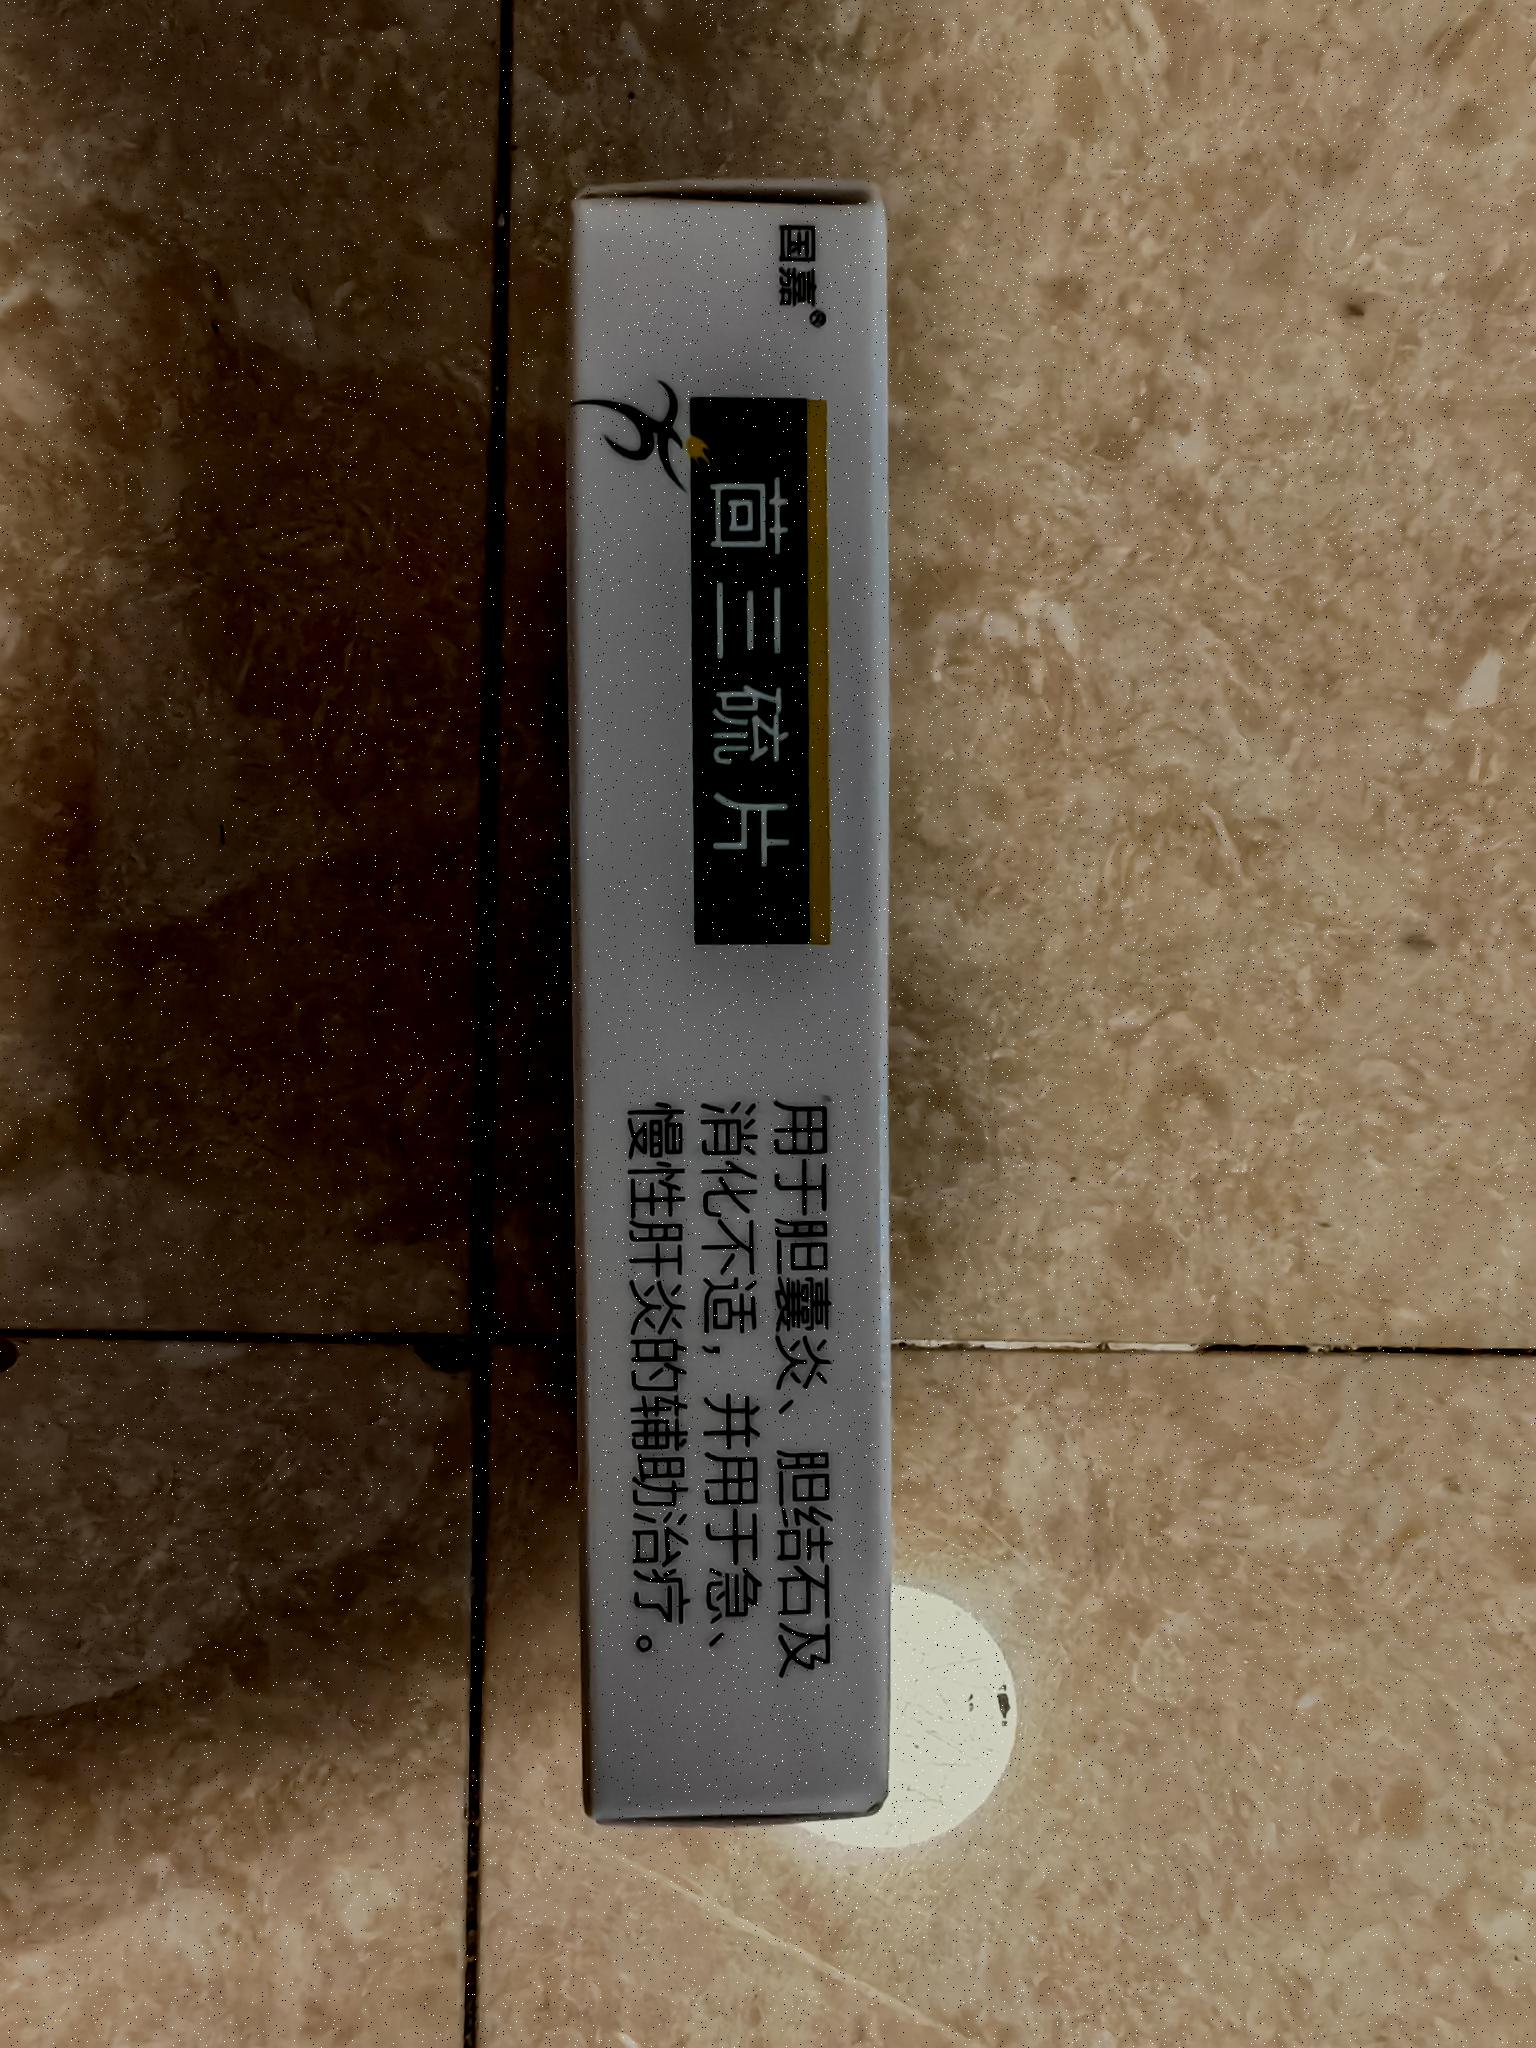 国嘉®
茴三硫片
用于胆囊炎、胆结石及
消化不适，并用于急、
慢性肝炎的辅助治疗。